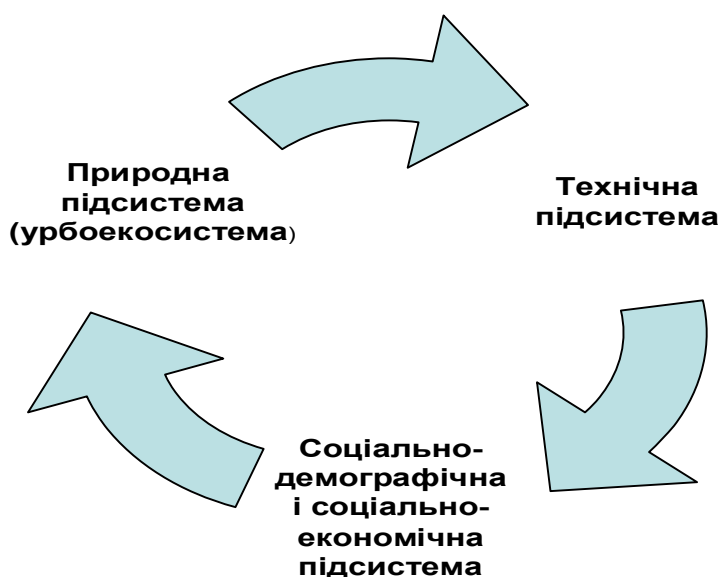 Природна
підсистема
(урбоекосистема)
Технічна
підсистема
Соціально-
демографічна
і соціально-
економічна
підсистема